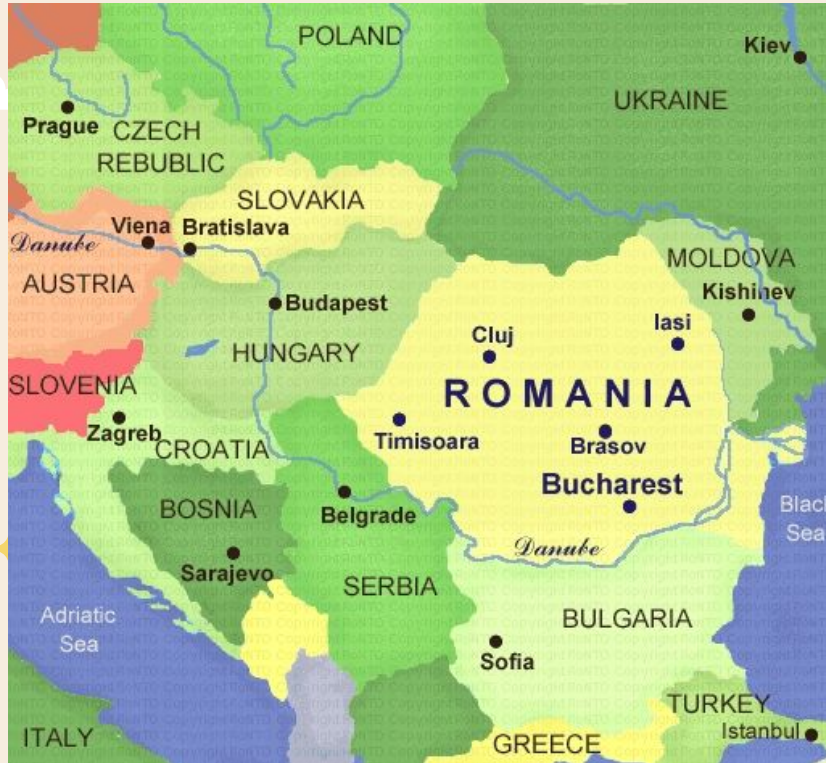 POLAND
Kiev
UKRAINE
Prague
CZECH
REBUBLIC
SLOVAKIA
Viena
Bratislava
Danube
MOLDOVA
AUSTRIA
Kishinev
Budapest
Iasi
Cluj
HUNGARY
SLOVENIA
ROMANIA
Zagreb
Timisoara
Brasov
CROATIA
Bucharest
BOSNIA
Belgrade
Black
Sea
Danube
Sarajevo
SERBIA
Adriatic
Sea
BULGARIA
Sofia
TURKEY
Istanbul
ITALY
GREECE